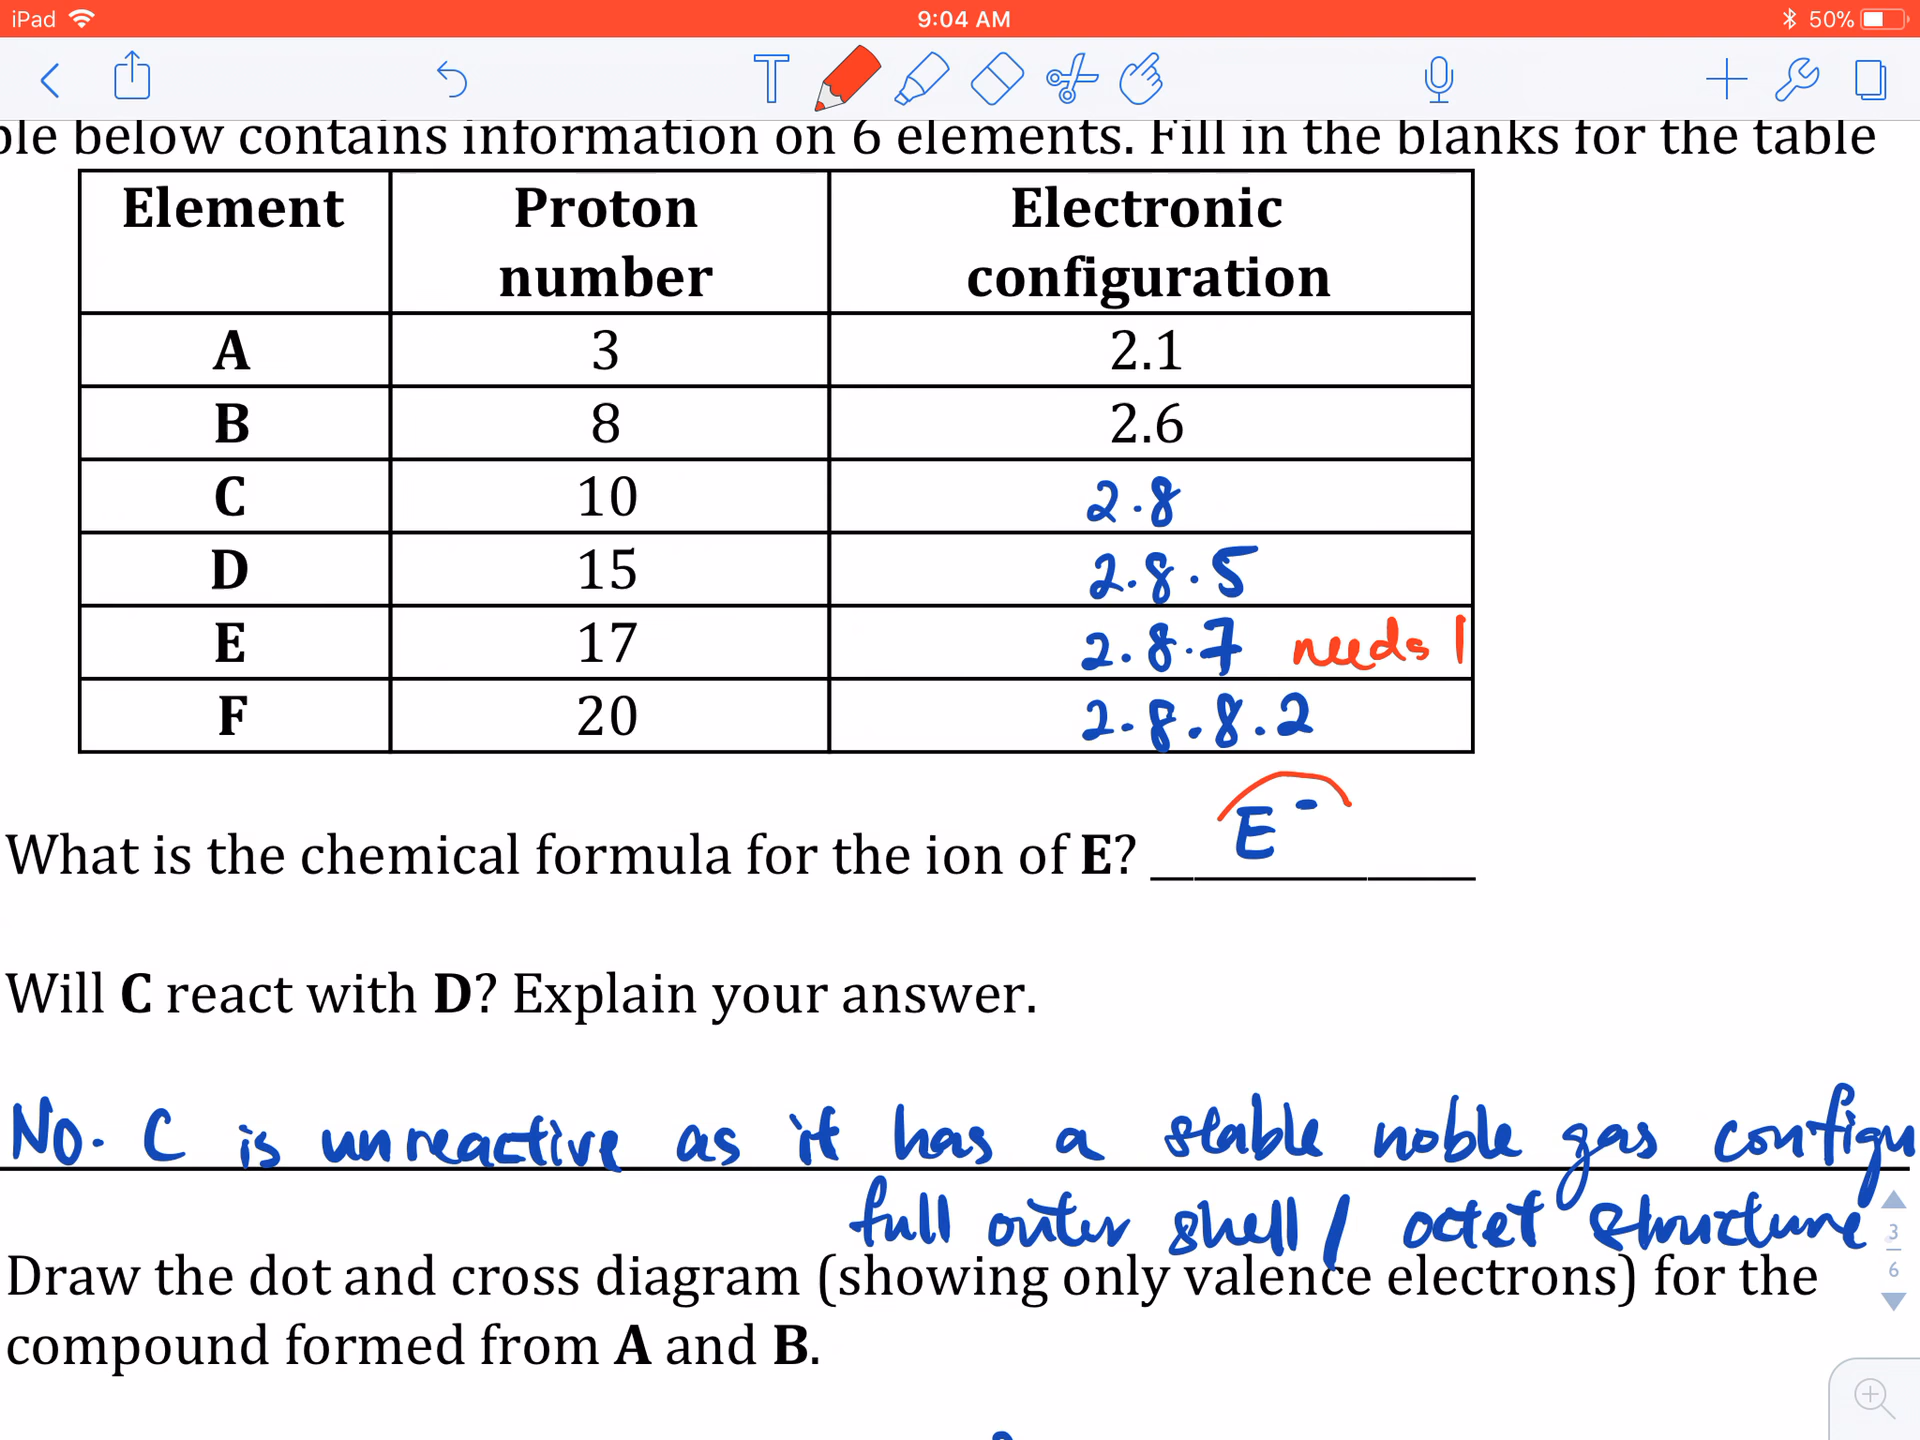 iPad 9:04 AM 50%
T
ble below contains information on 6 elements. Fill in the blanks for the table
Element Proton number Electronic configuration
A 3 2.1
B 8 2.6
C 10 2.8
D 15 2.8.5
E 17 2.8.7 needs 1
F 20 2.8.8.2
What is the chemical formula for the ion of E? E⁻
Will C react with D? Explain your answer.
No. C is unreactive as it has a stable noble gas configu
full outer shell / octet structure
3
6
Draw the dot and cross diagram (showing only valence electrons) for the
compound formed from A and B.